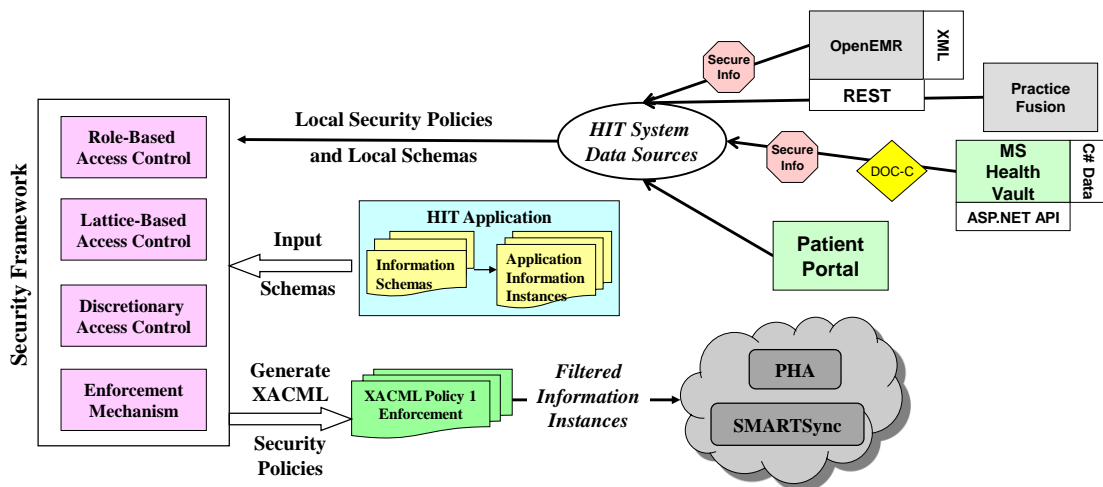 Security Framework
Role-Based
Access Control
Lattice-Based
Access Control
Discretionary
Access Control
Enforcement
Mechanism
Local Security Policies
and Local Schemas
HIT System
Data Sources
Secure
Info
OpenEMR
XML
REST
Practice
Fusion
Secure
Info
DOC-C
MS
Health
Vault
C# Data
ASP.NET API
Patient
Portal
Input
Schemas
HIT Application
Information
Schemas
Application
Information
Instances
Generate
XACML
Security
Policies
XACML Policy 1
Enforcement
Filtered
Information
Instances
PHA
SMARTSync